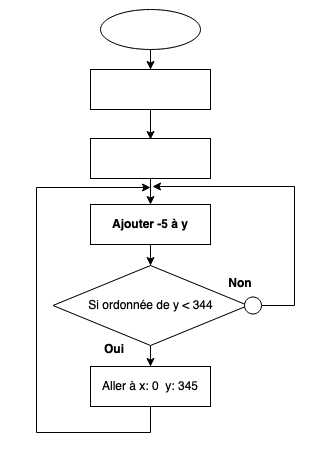 Ajouter -5 à y
Non
Si ordonnée de y < 344
Oui
Aller à x: 0 y: 345